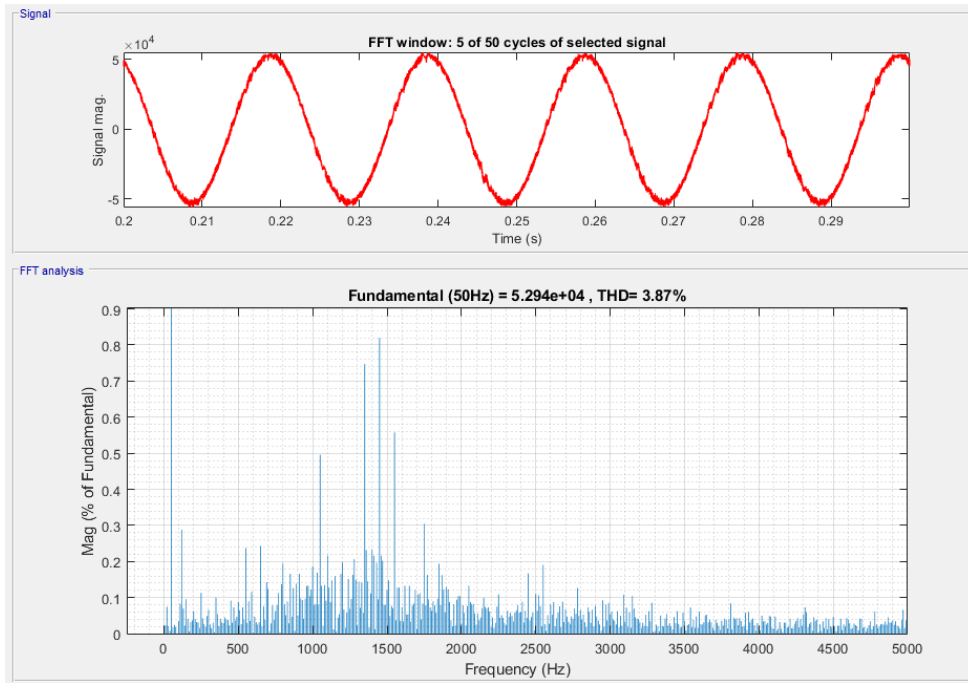 Signal
×10⁴
FFT window: 5 of 50 cycles of selected signal
5
0
-5
Signal mag.
0.2 0.21 0.22 0.23 0.24 0.25 0.26 0.27 0.28 0.29
Time (s)
FFT analysis
Fundamental (50Hz) = 5.294e+04 , THD= 3.87%
0.9
0.8
0.7
0.6
0.5
0.4
0.3
0.2
0.1
0
Mag (% of Fundamental)
0 500 1000 1500 2000 2500 3000 3500 4000 4500 5000
Frequency (Hz)